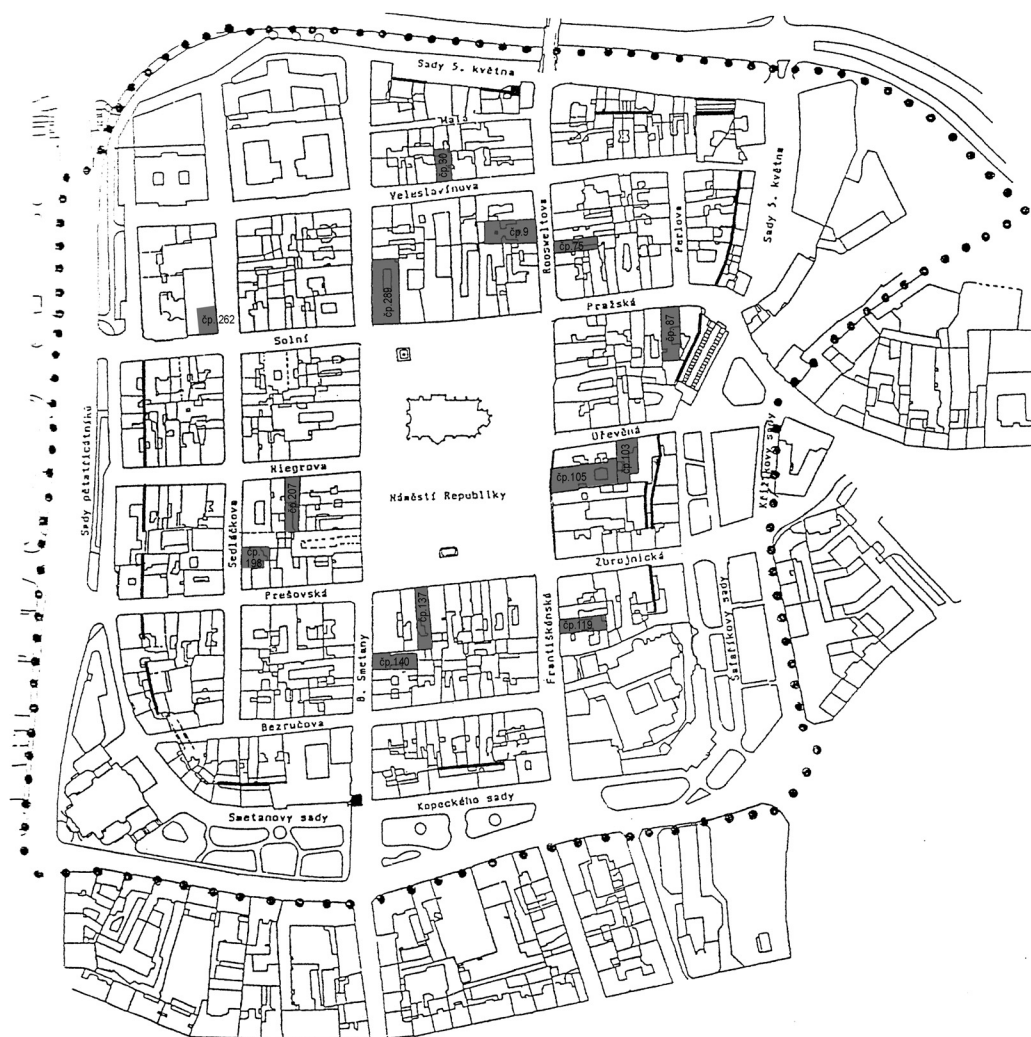 Sady 5. května
Malá
čp.90
Veleslavínova
Rooseweltova
čp.9
čp.75
Perlova
Sady 5. května
čp.289
čp.262
Solní
Pražská
čp.87
Sady pětatřicátníků
Dřevěná
Křižíkovy sady
Riegrova
čp.103
čp.105
Náměstí Republiky
čp.207
Sedláčkova
čp.
198
Zbrojnická
Prešovská
čp.137
čp.119
Františkánská
Šafaříkovy sady
B. Smetany
čp.140
Bezručova
Kopeckého sady
Smetanovy sady